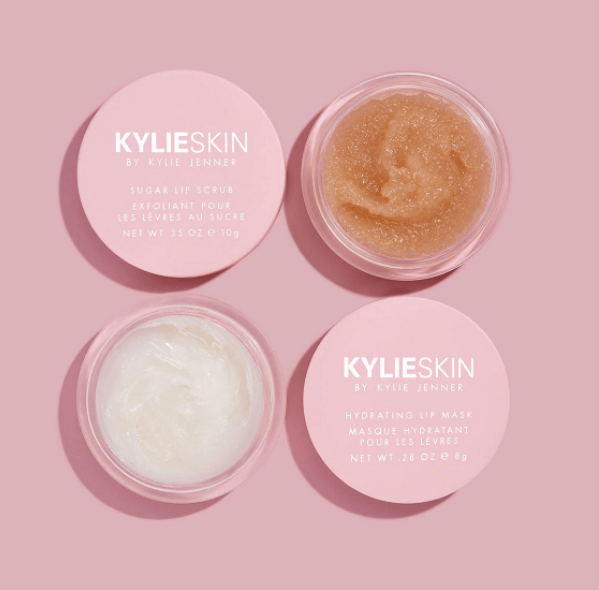 KYLIESKIN
BY KYLIE JENNER
SUGAR LIP SCRUB
EXFOLIANT POUR
LES LÈVRES AU SUCRE
NET WT .35 OZ ℮ 10g
KYLIESKIN
BY KYLIE JENNER
HYDRATING LIP MASK
MASQUE HYDRATANT
POUR LES LÈVRES
NET WT .28 OZ ℮ 8g